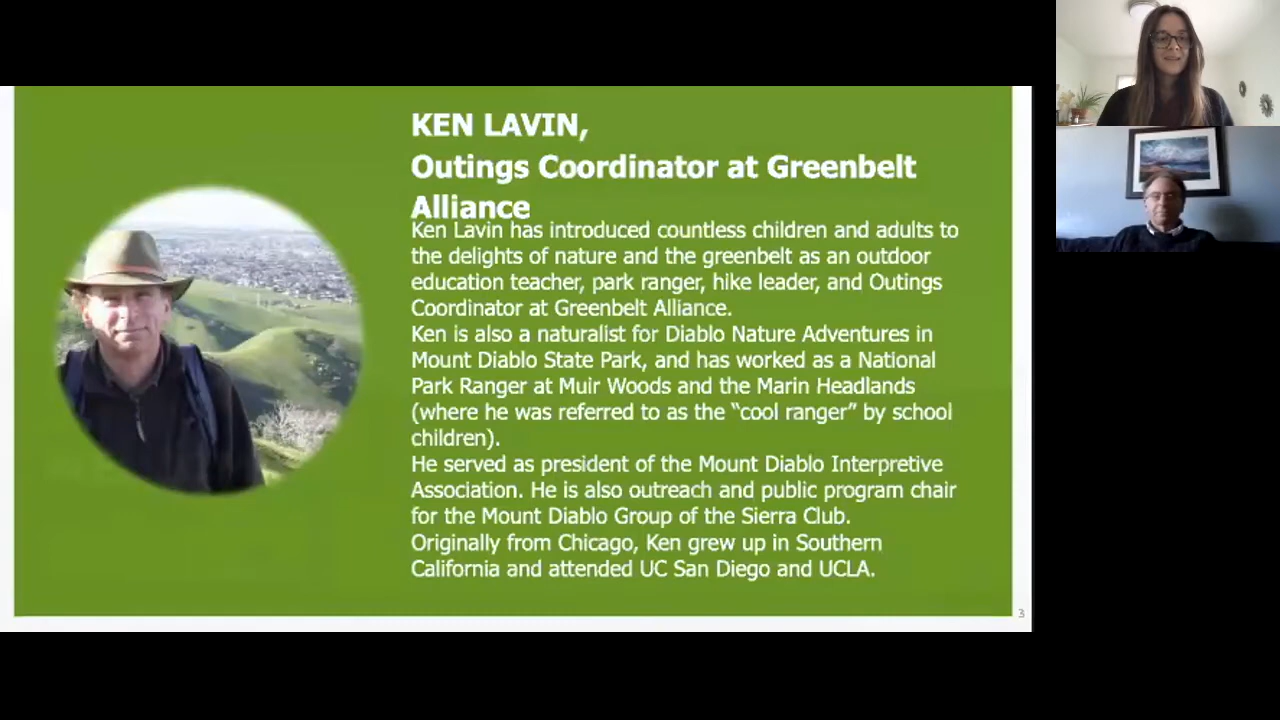 KEN LAVIN,
Outings Coordinator at Greenbelt
Alliance
Ken Lavin has introduced countless children and adults to
the delights of nature and the greenbelt as an outdoor
education teacher, park ranger, hike leader, and Outings
Coordinator at Greenbelt Alliance.
Ken is also a naturalist for Diablo Nature Adventures in
Mount Diablo State Park, and has worked as a National
Park Ranger at Muir Woods and the Marin Headlands
(where he was referred to as the “cool ranger” by school
children).
He served as president of the Mount Diablo Interpretive
Association. He is also outreach and public program chair
for the Mount Diablo Group of the Sierra Club.
Originally from Chicago, Ken grew up in Southern
California and attended UC San Diego and UCLA.
3